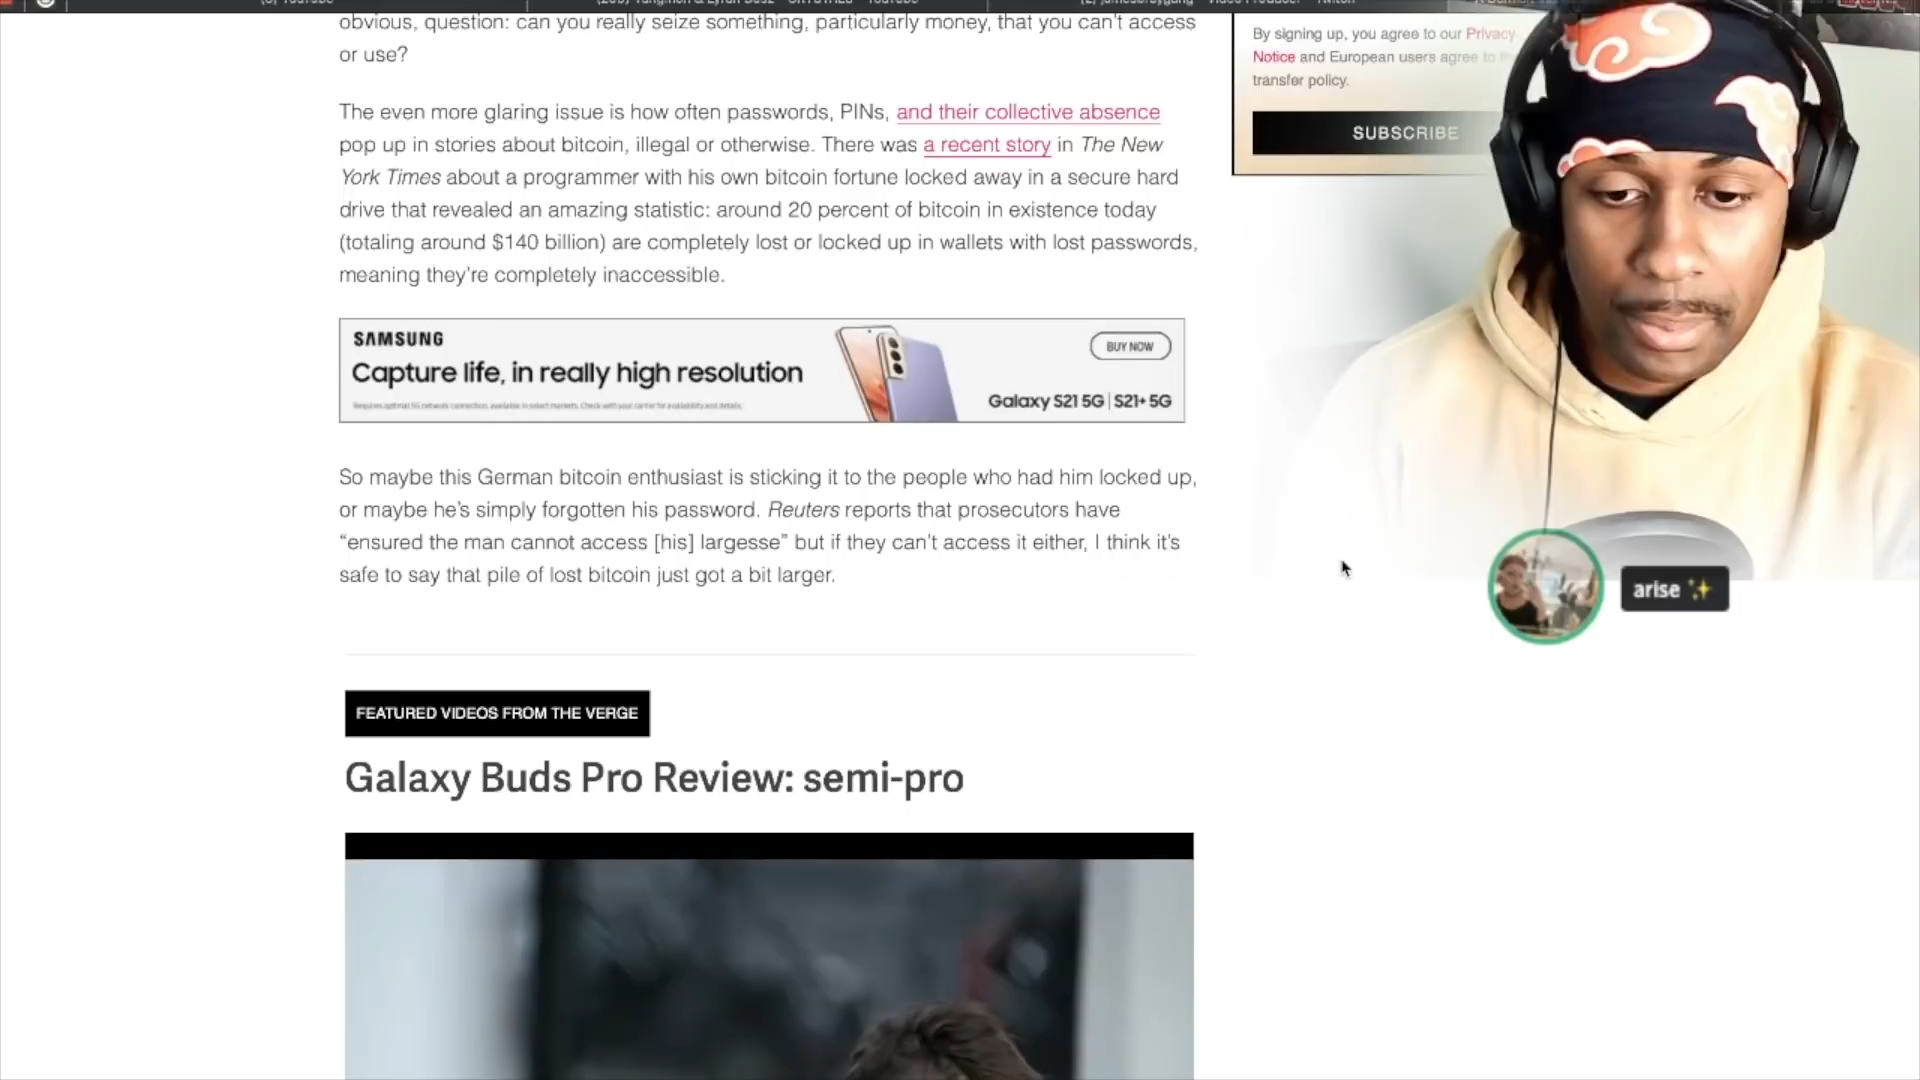 obvious, question: can you really seize something, particularly money, that you can't access
or use?
The even more glaring issue is how often passwords, PINs, and their collective absence
pop up in stories about bitcoin, illegal or otherwise. There was a recent story in The New
York Times about a programmer with his own bitcoin fortune locked away in a secure hard
drive that revealed an amazing statistic: around 20 percent of bitcoin in existence today
(totaling around $140 billion) are completely lost or locked up in wallets with lost passwords,
meaning they're completely inaccessible.
SAMSUNG
Capture life, in really high resolution
Requires optimal 5G network connection, available in select markets. Check with your carrier for availability and details.
BUY NOW
Galaxy S21 5G | S21+ 5G
So maybe this German bitcoin enthusiast is sticking it to the people who had him locked up,
or maybe he's simply forgotten his password. Reuters reports that prosecutors have
“ensured the man cannot access [his] largesse” but if they can't access it either, I think it's
safe to say that pile of lost bitcoin just got a bit larger.
FEATURED VIDEOS FROM THE VERGE
Galaxy Buds Pro Review: semi-pro
By signing up, you agree to our Privacy
Notice and European users agree to
transfer policy.
SUBSCRIBE
arise ✨